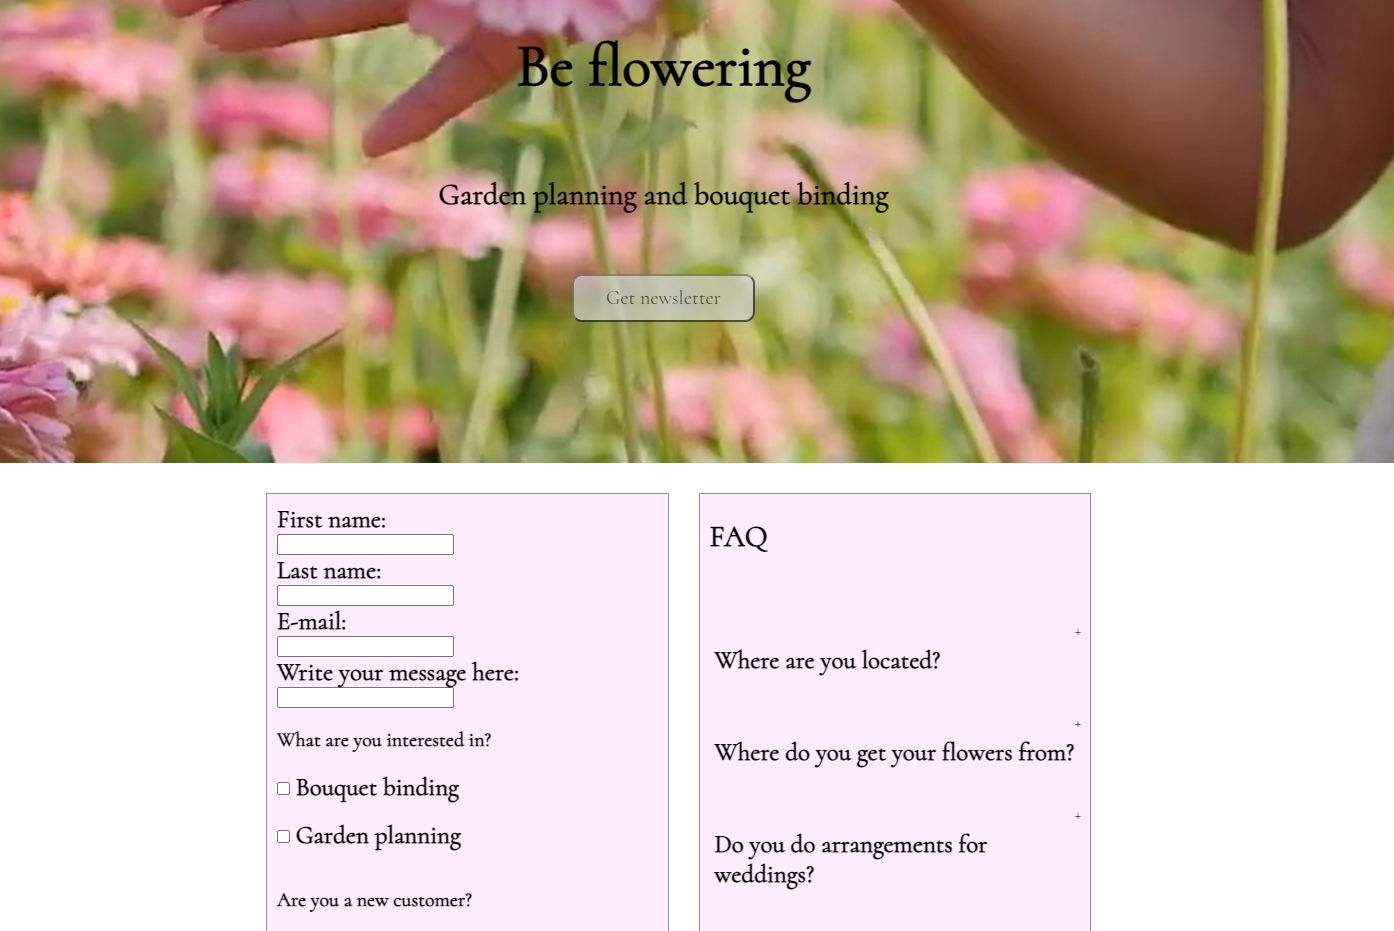 Be flowering
Garden planning and bouquet binding
Get newsletter
First name:
Last name:
E-mail:
Write your message here:
What are you interested in?
Bouquet binding
Garden planning
Are you a new customer?
FAQ
+
Where are you located?
+
Where do you get your flowers from?
+
Do you do arrangements for
weddings?